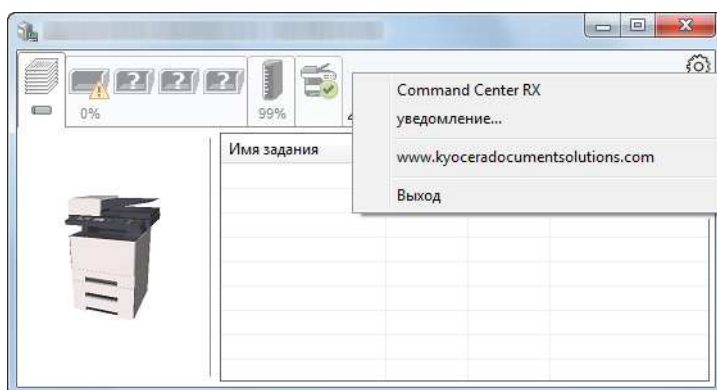 0%
99%
Command Center RX
уведомление...
www.kyoceradocumentsolutions.com
Выход
Имя задания